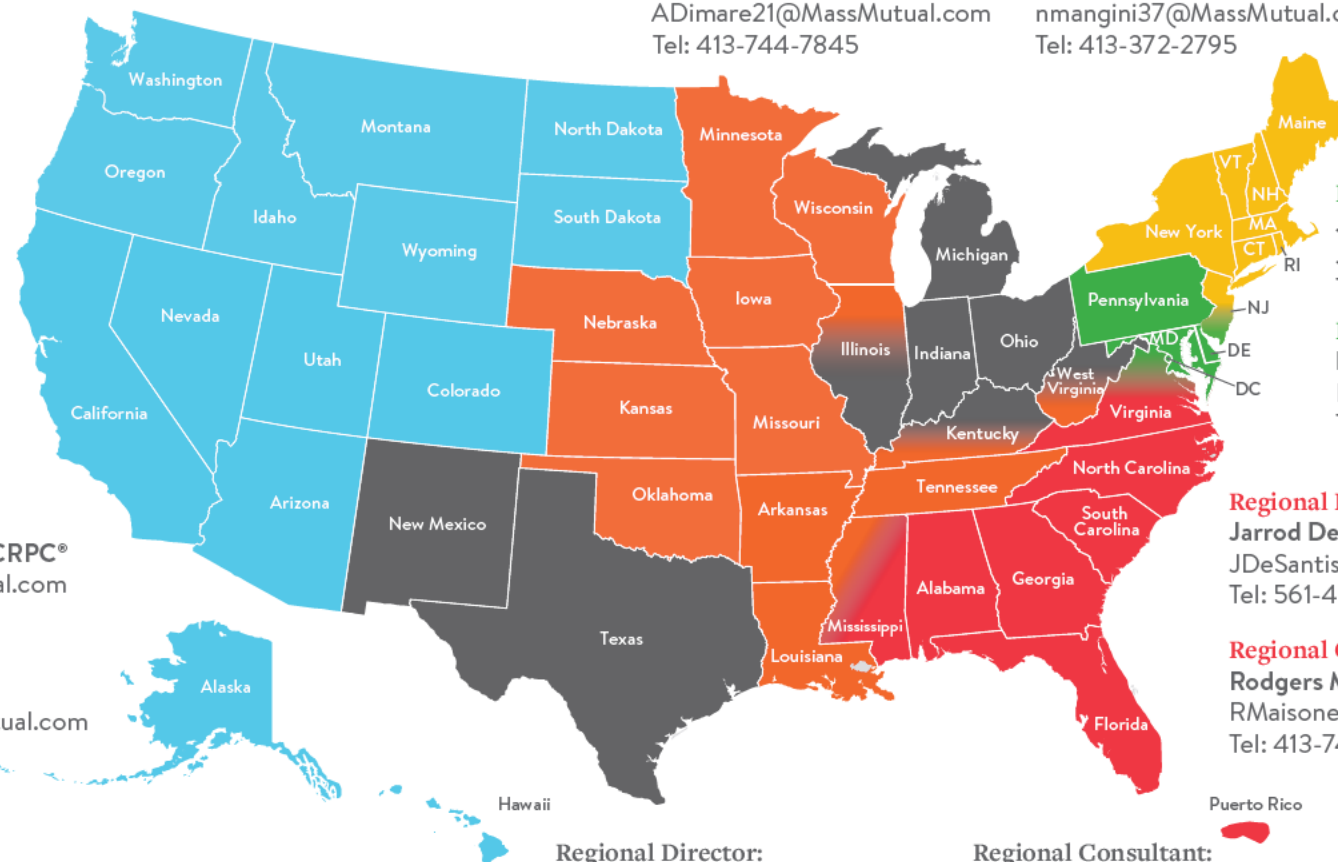 ADimare21@MassMutual.com
Tel: 413-744-7845
nmangini37@MassMutual.c
Tel: 413-372-2795
Washington
Montana
North Dakota
Minnesota
Maine
Oregon
Idaho
South Dakota
Wisconsin
VT
NH
Wyoming
Michigan
New York
MA
CT
RI
Nevada
Nebraska
Iowa
Pennsylvania
NJ
Utah
Colorado
Illinois
Indiana
Ohio
MD
DE
West
Virginia
DC
California
Kansas
Missouri
Kentucky
Virginia
Arizona
New Mexico
Oklahoma
Arkansas
Tennessee
North Carolina
South
Carolina
Texas
Mississippi
Alabama
Georgia
Louisiana
Florida
CRPC®
al.com
Alaska
tual.com
Hawaii
Regional
Jarrod De
JDeSantis
Tel: 561-4
Regional
Rodgers M
RMaisone
Tel: 413-74
Puerto Rico
Regional Director:
Regional Consultant: